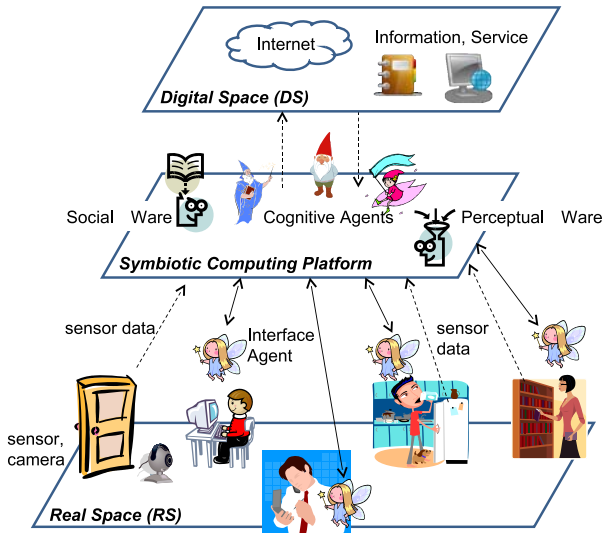 Internet
Information, Service
Digital Space (DS)
Social Ware
Cognitive Agents
Perceptual Ware
Symbiotic Computing Platform
sensor data
Interface
Agent
sensor
data
sensor,
camera
Real Space (RS)